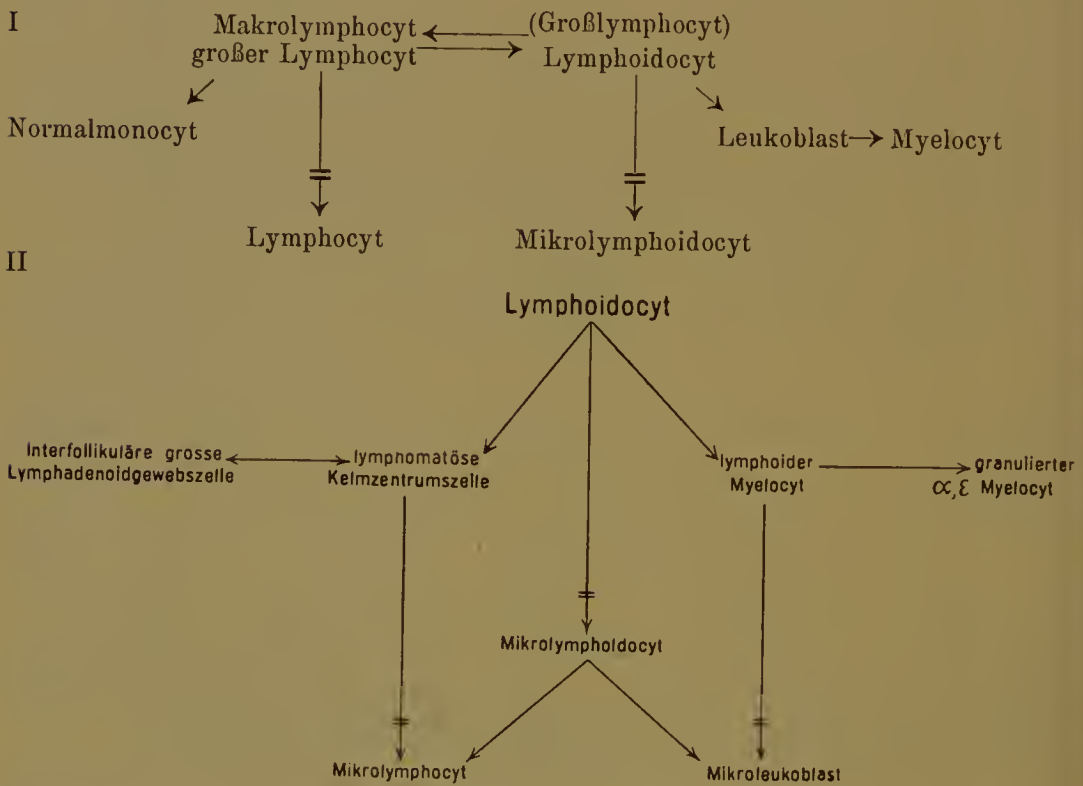 I
Makrolymphocyt (Großlymphocyt)
großer Lymphocyt Lymphoidocyt
Normalmonocyt
Leukoblast Myelocyt
Lymphocyt Mikrolymphoidocyt
II
Lymphoidocyt
Interfollikuläre grosse lymphomatöse lymphoider granulierter
Lymphadenoidgewebszelle Keimzentrumszelle Myelocyt α, ε Myelocyt
Mikrolymphoidocyt
Mikrolymphocyt Mikroleukoblast